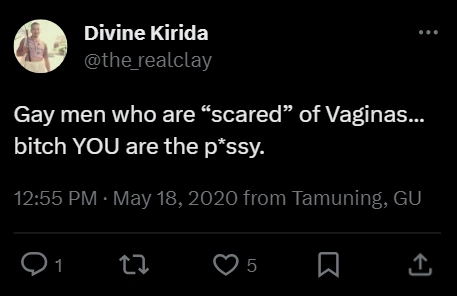 Divine Kirida
@the_realclay
Gay men who are “scared” of Vaginas...
bitch YOU are the p*ssy.
12:55 PM · May 18, 2020 from Tamuning, GU
1
5